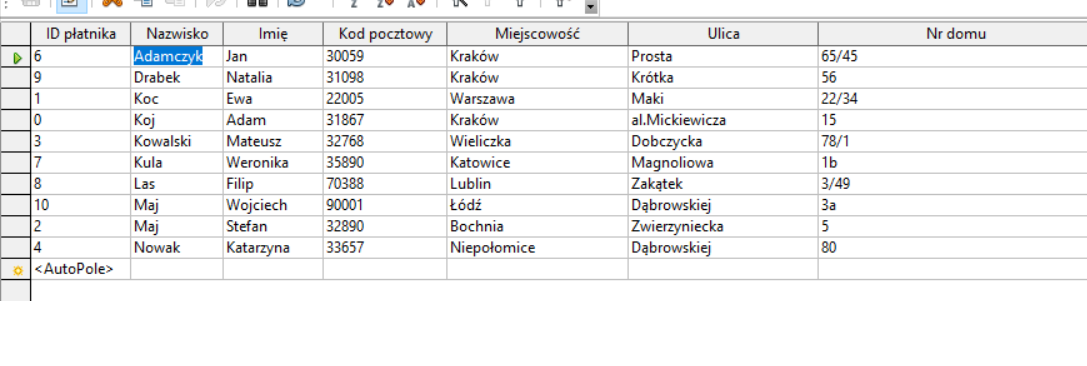 ID płatnika Nazwisko Imię Kod pocztowy Miejscowość Ulica Nr domu
6 Adamczyk Jan 30059 Kraków Prosta 65/45
9 Drabek Natalia 31098 Kraków Krótka 56
1 Koc Ewa 22005 Warszawa Maki 22/34
0 Koj Adam 31867 Kraków al.Mickiewicza 15
3 Kowalski Mateusz 32768 Wieliczka Dobczycka 78/1
7 Kula Weronika 35890 Katowice Magnoliowa 1b
8 Las Filip 70388 Lublin Zakątek 3/49
10 Maj Wojciech 90001 Łódź Dąbrowskiej 3a
2 Maj Stefan 32890 Bochnia Zwierzyniecka 5
4 Nowak Katarzyna 33657 Niepołomice Dąbrowskiej 80
<AutoPole>